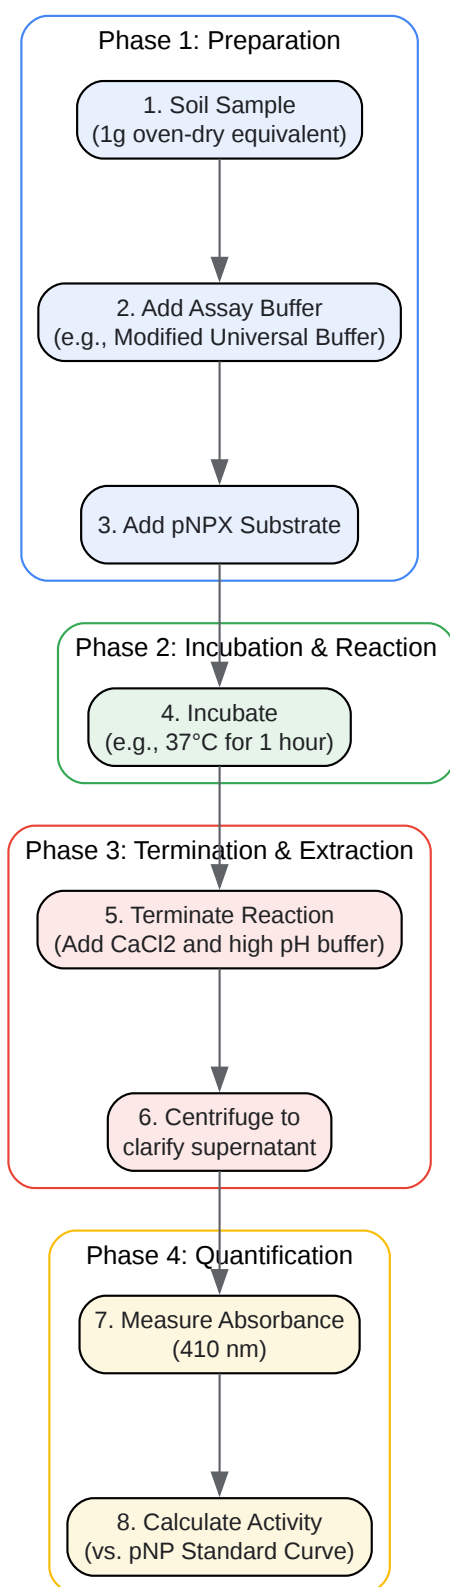 Phase 1: Preparation
1. Soil Sample
(1g oven-dry equivalent)
2. Add Assay Buffer
(e.g., Modified Universal Buffer)
3. Add pNPX Substrate
Phase 2: Incubation & Reaction
4. Incubate
(e.g., 37°C for 1 hour)
Phase 3: Termination & Extraction
5. Terminate Reaction
(Add CaCl2 and high pH buffer)
6. Centrifuge to
clarify supernatant
Phase 4: Quantification
7. Measure Absorbance
(410 nm)
8. Calculate Activity
(vs. pNP Standard Curve)